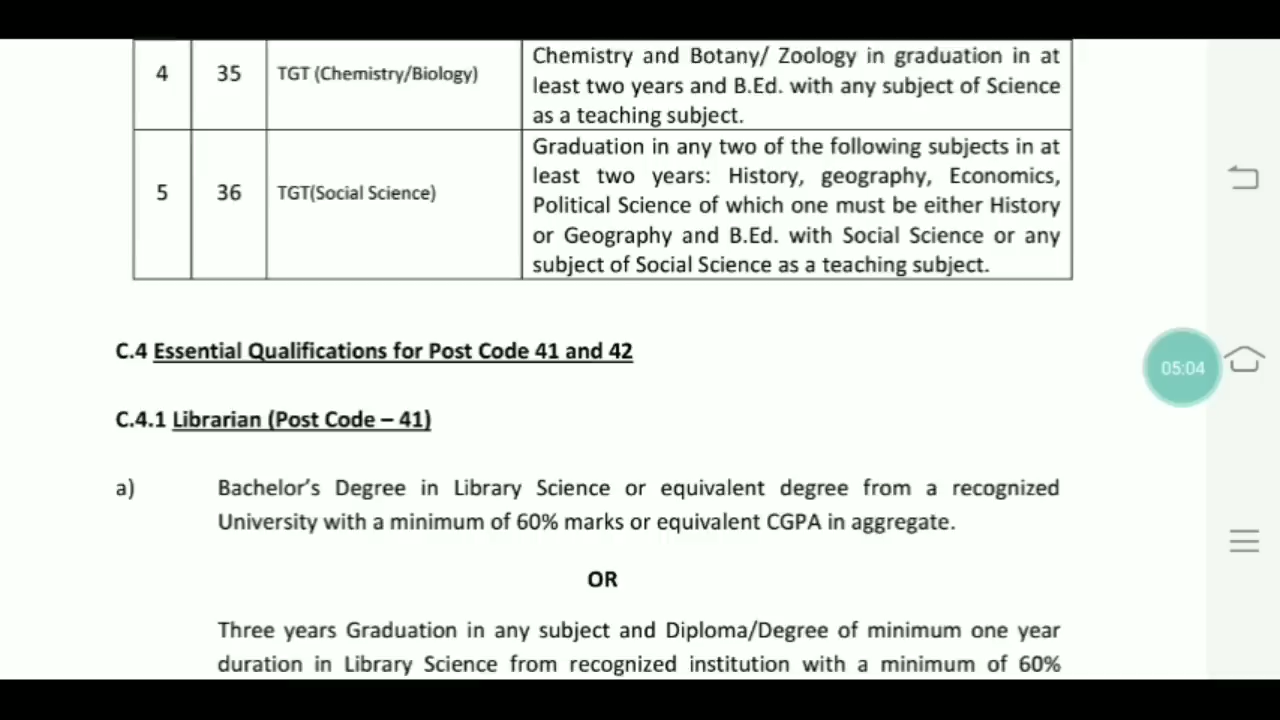 4 35 TGT (Chemistry/Biology)
Chemistry and Botany/ Zoology in graduation in at
least two years and B.Ed. with any subject of Science
as a teaching subject.
5 36 TGT(Social Science)
Graduation in any two of the following subjects in at
least two years: History, geography, Economics,
Political Science of which one must be either History
or Geography and B.Ed. with Social Science or any
subject of Social Science as a teaching subject.
C.4 Essential Qualifications for Post Code 41 and 42
05:04
C.4.1 Librarian (Post Code – 41)
a) Bachelor's Degree in Library Science or equivalent degree from a recognized
University with a minimum of 60% marks or equivalent CGPA in aggregate.
OR
Three years Graduation in any subject and Diploma/Degree of minimum one year
duration in Library Science from recognized institution with a minimum of 60%